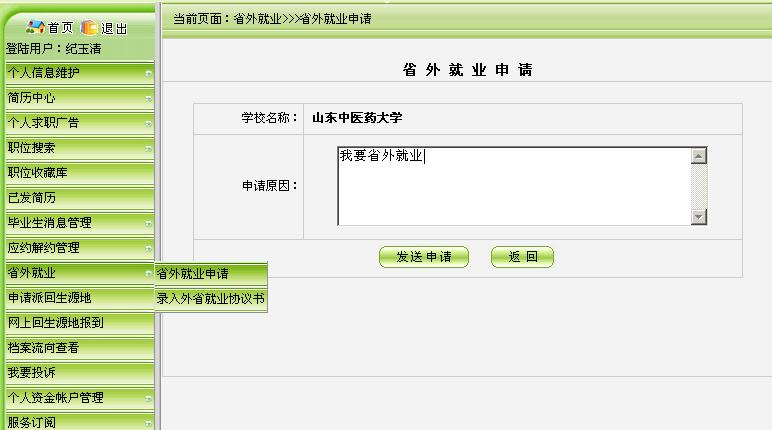 首页 退出
登陆用户：纪玉清
个人信息维护
简历中心
个人求职广告
职位搜索
职位收藏库
已发简历
毕业生消息管理
应约解约管理
省外就业
申请派回生源地
网上回生源地报到
档案流向查看
我要投诉
个人资金帐户管理
服务订阅
省外就业申请
录入外省就业协议书
当前页面：省外就业>>>省外就业申请
省外就业申请
学校名称： 山东中医药大学
申请原因： 我要省外就业
发送申请 返回